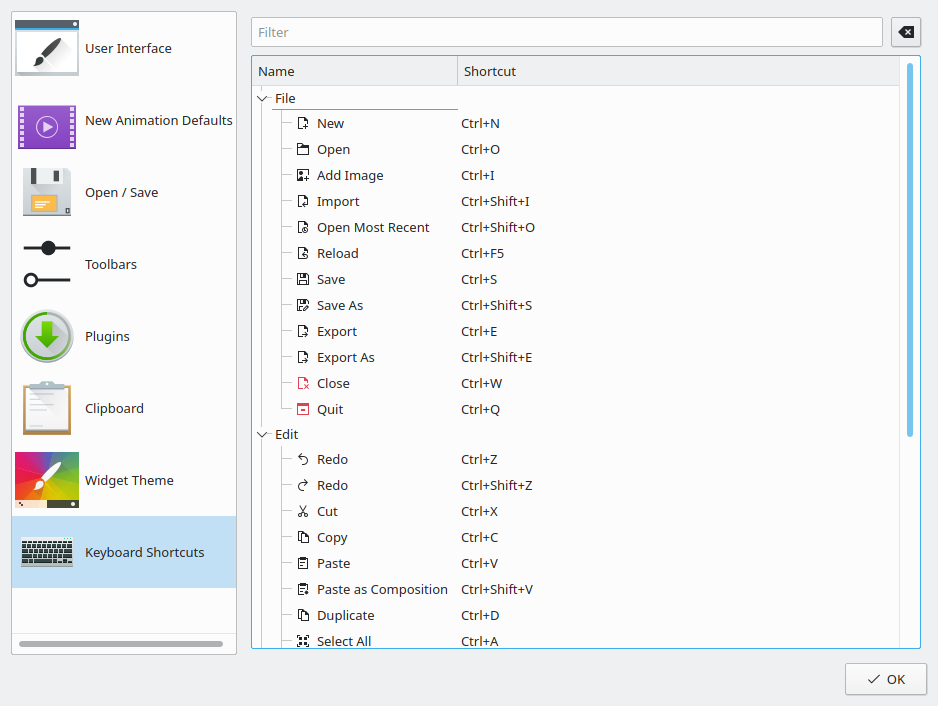 User Interface
New Animation Defaults
Open / Save
Toolbars
Plugins
Clipboard
Widget Theme
Keyboard Shortcuts
Filter
Name Shortcut
File
New Ctrl+N
Open Ctrl+O
Add Image Ctrl+I
Import Ctrl+Shift+I
Open Most Recent Ctrl+Shift+O
Reload Ctrl+F5
Save Ctrl+S
Save As Ctrl+Shift+S
Export Ctrl+E
Export As Ctrl+Shift+E
Close Ctrl+W
Quit Ctrl+Q
Edit
Redo Ctrl+Z
Redo Ctrl+Shift+Z
Cut Ctrl+X
Copy Ctrl+C
Paste Ctrl+V
Paste as Composition Ctrl+Shift+V
Duplicate Ctrl+D
Select All Ctrl+A
OK